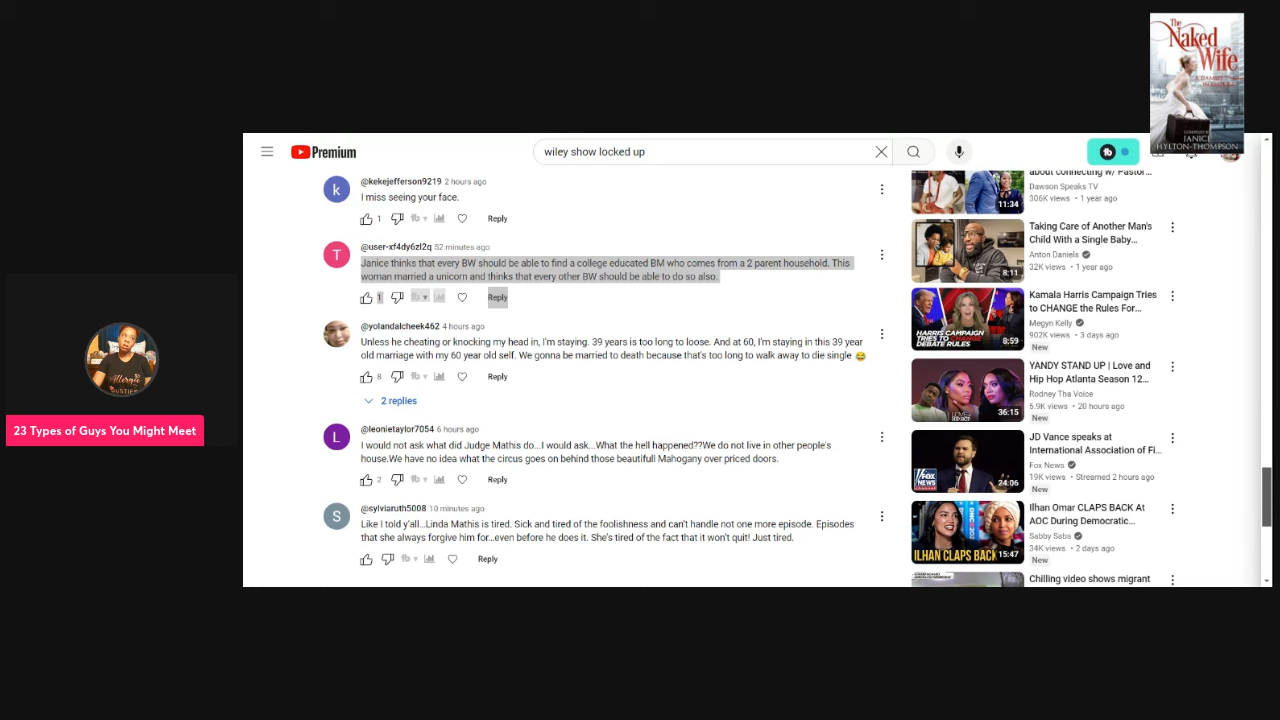 The
Naked
Wife
A DAMSEL
IN DISTRESS
JANICE
HYLTON-THOMPSON
Premium
wiley show locked up
@kekejefferson9219 2 hours ago
I miss seeing your face.
1 Reply
@user-xf4dy6zl2q 52 minutes ago
Janice thinks that every BW should be able to find a college educated BM who comes from a 2 parent household. This
woman married a unicorn and thinks that every other BW should be able to do so also.
1 Reply
@yolandalcheek462 4 hours ago
Unless he cheating or knocking my head in, I'm staying. 39 years is too long to loose. And at 60, I'm staying in this 39 year
old marriage with my 60 year old self. We gonna be married to death because that's too long to walk away to die single 😂
8 Reply
2 replies
@leonietaylor7054 6 hours ago
I would not ask what did Judge Mathis do...I would ask...What the hell happened??We do not live in other people's
house.We have no idea what the circus goes on behind those beautifull Mahogany over priced doors.
2 Reply
@sylviaruth5008 10 minutes ago
Like I told y'all...Linda Mathis is tired. Sick and tired of the foolishness and can't handle not one more episode. Episodes
that she always forgive him for...even before he does it. She's tired of the fact that it won't quit! Just tired.
Reply
23 Types of Guys You Might Meet
about connecting w/ Pastor...
Dawson Speaks TV
306K views • 1 year ago
11:34
Taking Care of Another Man's
Child With a Single Baby...
Anton Daniels
32K views • 1 year ago
8:11
Kamala Harris Campaign Tries
to CHANGE the Rules For...
Megyn Kelly
902K views • 3 days ago
New
HARRIS CAMPAIGN
TRIES TO CHANGE
DEBATE RULES
8:59
YANDY STAND UP | Love and
Hip Hop Atlanta Season 12...
Rodney Tha Voice
5.9K views • 20 hours ago
New
36:15
JD Vance speaks at
International Association of Fi...
Fox News
19K views • Streamed 2 hours ago
New
FOX
NEWS
24:06
Ilhan Omar CLAPS BACK At
AOC During Democratic...
Sabby Sabs
34K views • 2 days ago
New
ILHAN CLAPS BACK
15:47
Chilling video shows migrant